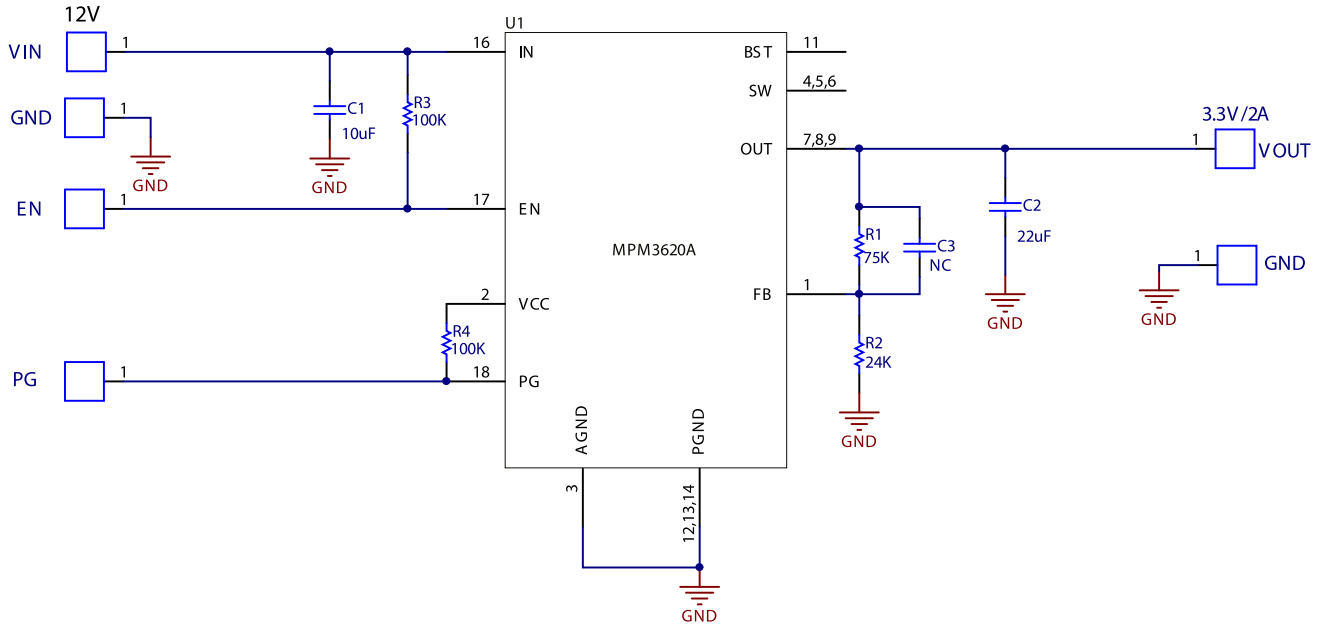 12V
VIN
1
GND
1
GND
EN
1
PG
1
C1
10uF
GND
R3
100K
R4
100K
U1
16
IN
17
EN
2
VCC
18
PG
MPM3620A
BST
11
SW
4,5,6
OUT
7,8,9
FB
1
AGND
3
PGND
12,13,14
GND
R1
75K
C3
NC
R2
24K
GND
C2
22uF
GND
3.3V/2A
1
VOUT
1
GND
GND